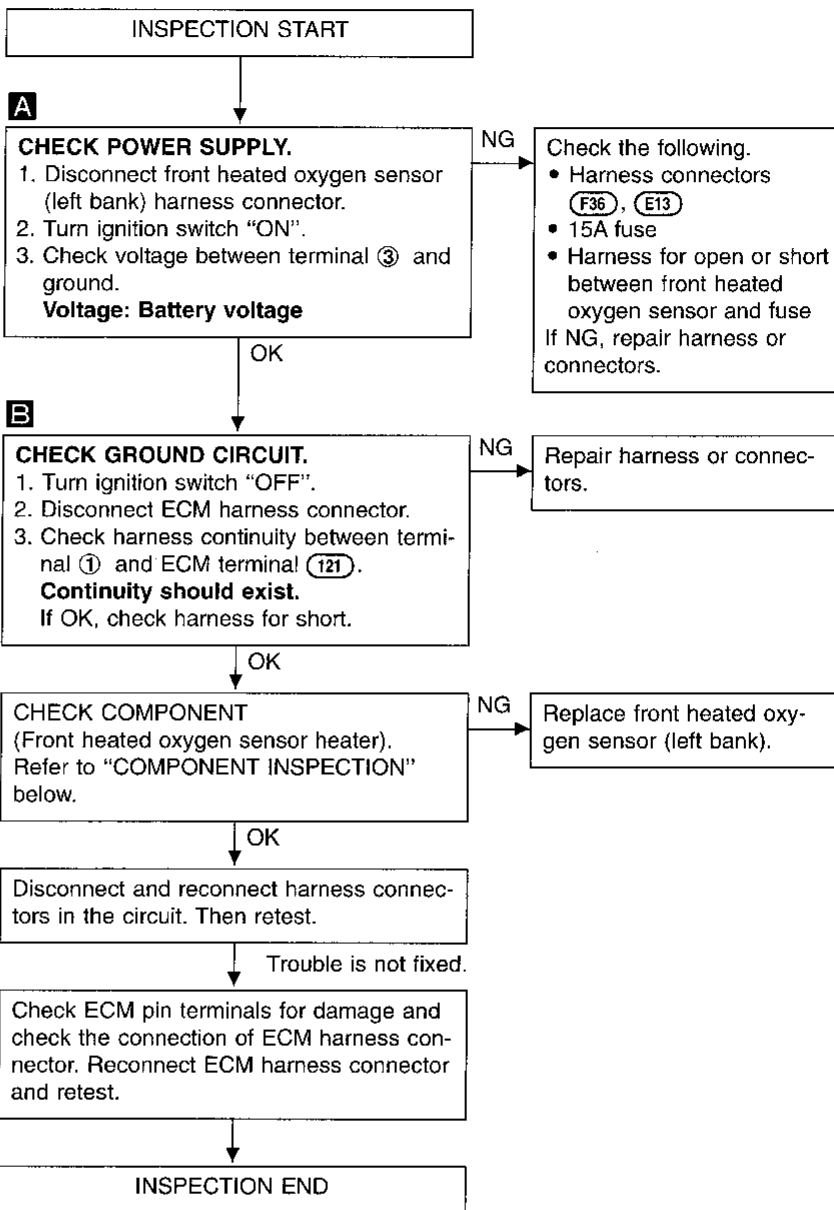 INSPECTION START
A
CHECK POWER SUPPLY.
1. Disconnect front heated oxygen sensor
(left bank) harness connector.
2. Turn ignition switch “ON”.
3. Check voltage between terminal ③ and
ground.
Voltage: Battery voltage
NG
Check the following.
• Harness connectors
F36, E13
• 15A fuse
• Harness for open or short
between front heated
oxygen sensor and fuse
If NG, repair harness or
connectors.
OK
B
CHECK GROUND CIRCUIT.
1. Turn ignition switch “OFF”.
2. Disconnect ECM harness connector.
3. Check harness continuity between termi-
nal ① and ECM terminal 121.
Continuity should exist.
If OK, check harness for short.
NG
Repair harness or connec-
tors.
OK
CHECK COMPONENT
(Front heated oxygen sensor heater).
Refer to “COMPONENT INSPECTION”
below.
NG
Replace front heated oxy-
gen sensor (left bank).
OK
Disconnect and reconnect harness connec-
tors in the circuit. Then retest.
Trouble is not fixed.
Check ECM pin terminals for damage and
check the connection of ECM harness con-
nector. Reconnect ECM harness connector
and retest.
INSPECTION END